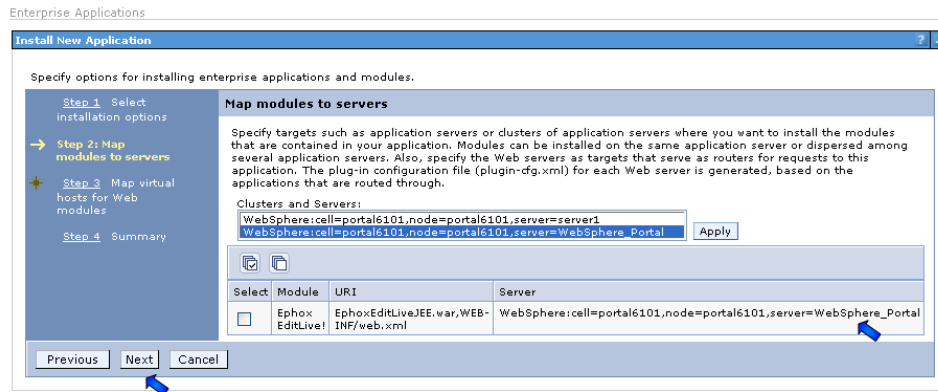 Enterprise Applications
Install New Application
?
Specify options for installing enterprise applications and modules.
Step 1 Select
installation options
Step 2: Map
modules to servers
Step 3 Map virtual
hosts for Web
modules
Step 4 Summary
Map modules to servers
Specify targets such as application servers or clusters of application servers where you want to install the modules
that are contained in your application. Modules can be installed on the same application server or dispersed among
several application servers. Also, specify the Web servers as targets that serve as routers for requests to this
application. The plug-in configuration file (plugin-cfg.xml) for each Web server is generated, based on the
applications that are routed through.
Clusters and Servers:
WebSphere:cell=portal6101,node=portal6101,server=server1
WebSphere:cell=portal6101,node=portal6101,server=WebSphere_Portal
Apply
Select Module URI Server
Ephox EphoxEditLiveJEE.war,WEB- WebSphere:cell=portal6101,node=portal6101,server=WebSphere_Portal
EditLive! INF/web.xml
Previous Next Cancel